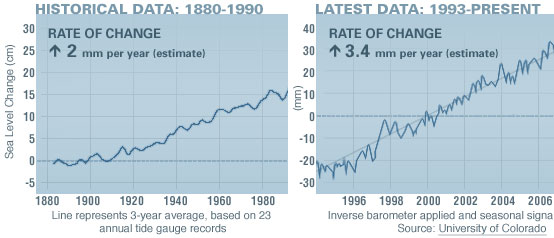 HISTORICAL DATA: 1880-1990
RATE OF CHANGE
↑ 2 mm per year (estimate)
Sea Level Change (cm)
30
25
20
15
10
5
0
-5
1880 1900 1920 1940 1960 1980
Line represents 3-year average, based on 23
annual tide gauge records
LATEST DATA: 1993-PRESENT
RATE OF CHANGE
↑ 3.4 mm per year (estimate)
(mm)
40
30
20
10
0
10
20
30
1996 1998 2000 2002 2004 2006
Inverse barometer applied and seasonal signa
Source: University of Colorado